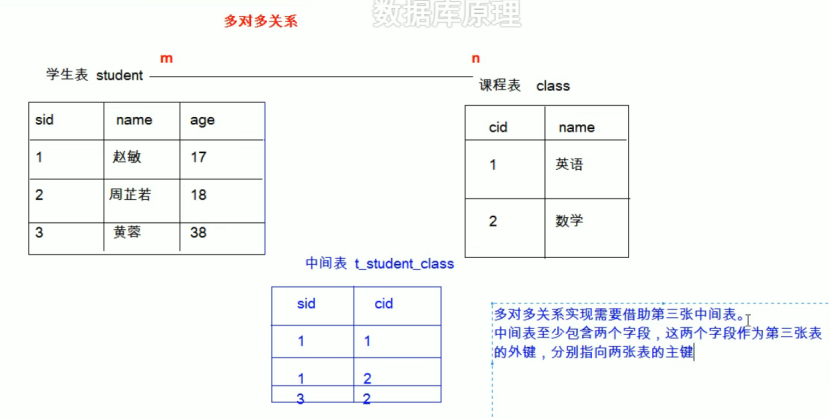 数据库原理
多对多关系
m n
学生表 student
课程表 class
sid name age
1 赵敏 17
2 周芷若 18
3 黄蓉 38
cid name
1 英语
2 数学
中间表 t_student_class
sid cid
1 1
1 2
3 2
多对多关系实现需要借助第三张中间表。
中间表至少包含两个字段，这两个字段作为第三张表
的外键，分别指向两张表的主键